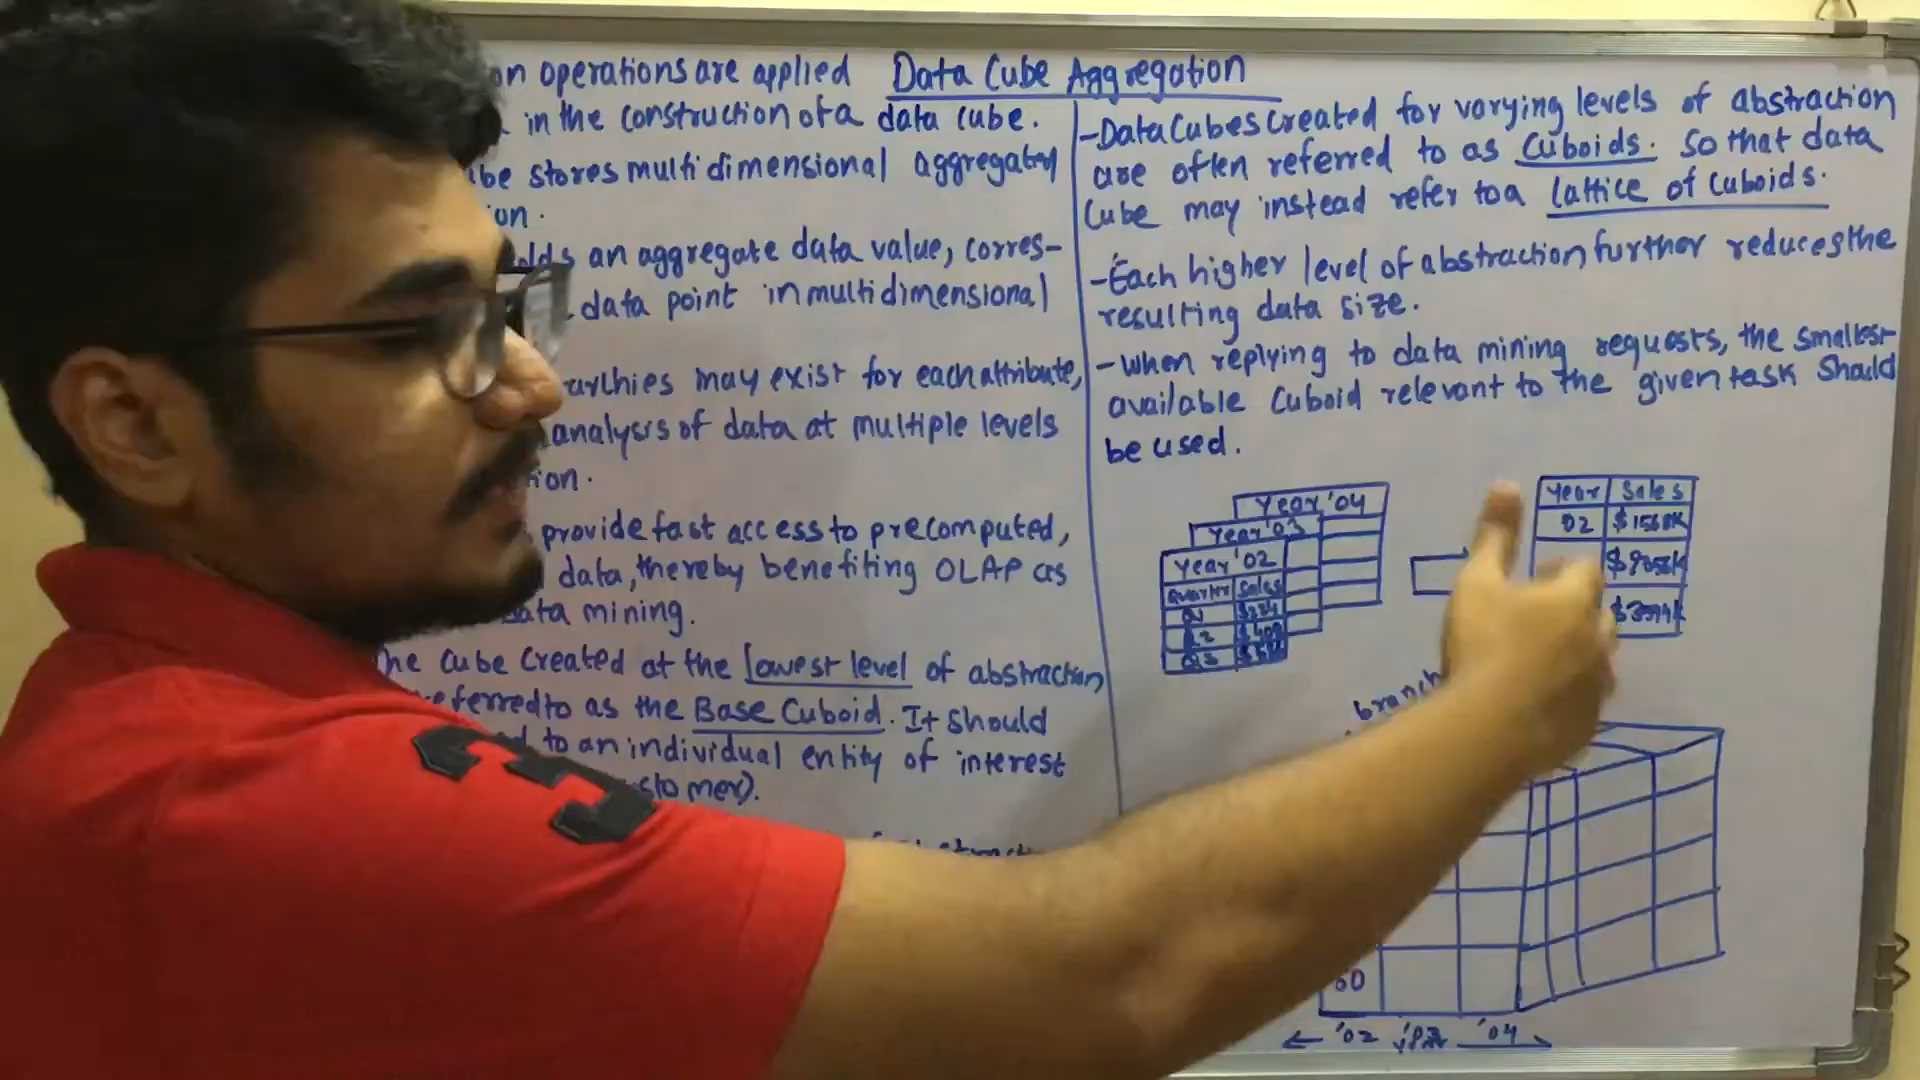 on operations are applied
Data Cube Aggregation
in the construction of a data cube.
be stores multidimensional aggregated
ion.
lds an aggregate data value, corres-
data point in multidimensional
archies may exist for each attribute,
analysis of data at multiple levels
ion.
provide fast access to precomputed,
data, thereby benefiting OLAP as
ata mining.
he Cube Created at the lowest level of abstraction
eferred to as the Base Cuboid. It should
d to an individual entity of interest
stomer).
-Data Cubes Created for varying levels of abstraction
are often referred to as Cuboids. So that data
Cube may instead refer to a Lattice of Cuboids.
-Each higher level of abstraction further reduces the
resulting data size.
-When replying to data mining requests, the smallest
available Cuboid relevant to the given task Should
be used.
Year '04
Year '03
Year '02
Quarter Sales
Q1 $224
Q2 $408
Q3
Year Sales
02 $1568K
branch
60
'02 '04